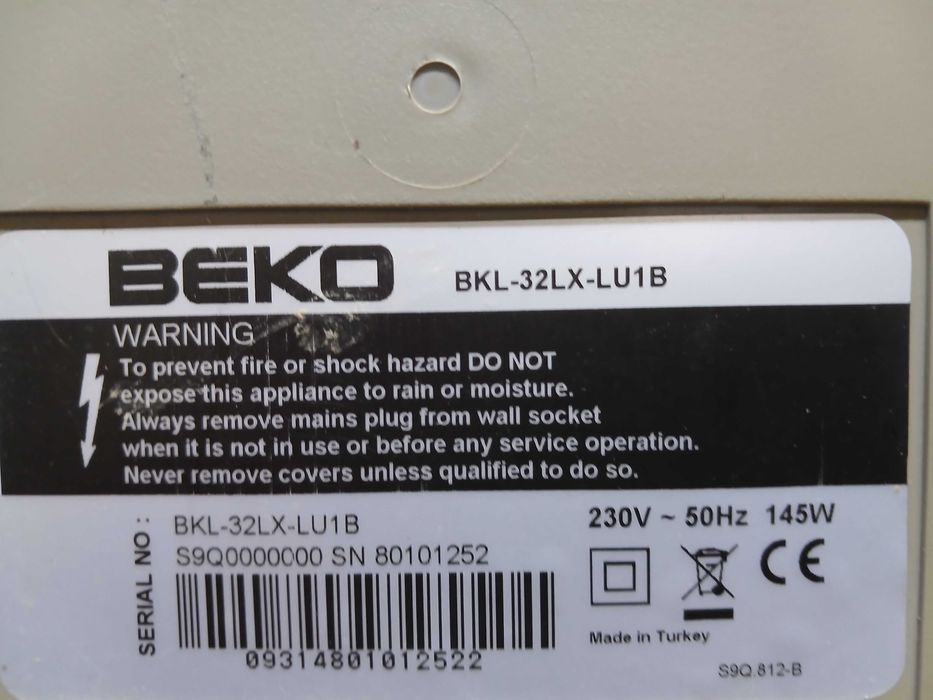 BEKO BKL-32LX-LU1B
WARNING
To prevent fire or shock hazard DO NOT
expose this appliance to rain or moisture.
Always remove mains plug from wall socket
when it is not in use or before any service operation.
Never remove covers unless qualified to do so.
SERIAL NO :
BKL-32LX-LU1B
S9Q0000000 SN 80101252
09314801012522
230V ~ 50Hz 145W
CE
Made in Turkey
S9Q.812-B